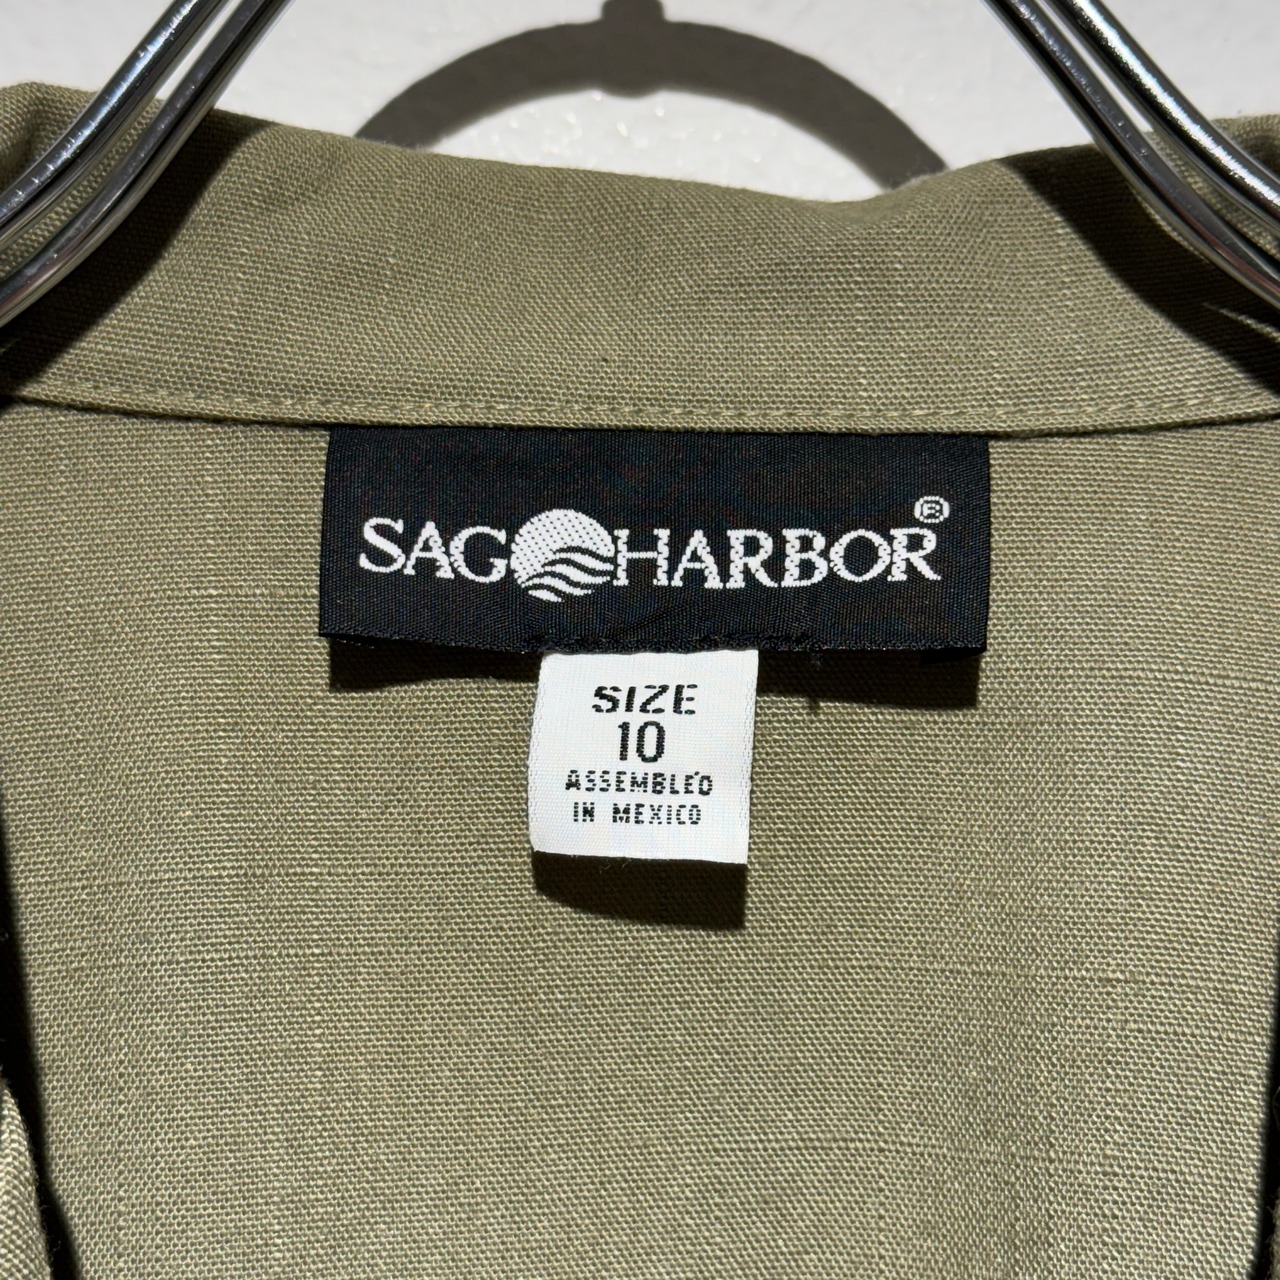 SAG HARBOR®
SIZE
10
ASSEMBLED
IN MEXICO